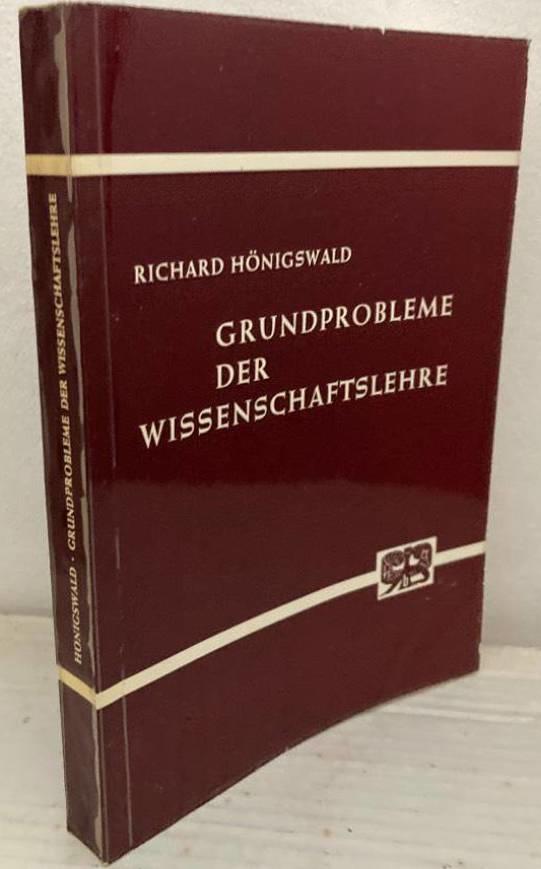 RICHARD HÖNIGSWALD
GRUNDPROBLEME
DER
WISSENSCHAFTSLEHRE
HÖNIGSWALD · GRUNDPROBLEME DER WISSENSCHAFTSLEHRE